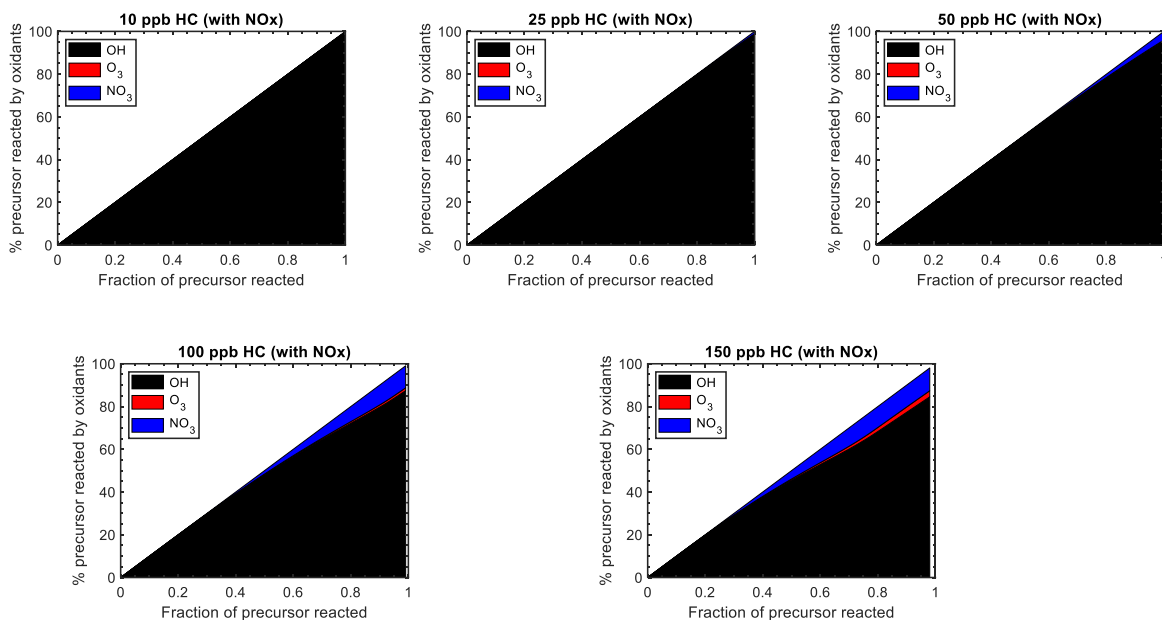 10 ppb HC (with NOx)
% precursor reacted by oxidants
100
80
60
40
20
0
OH
O3
NO3
0 0.2 0.4 0.6 0.8 1
Fraction of precursor reacted
25 ppb HC (with NOx)
% precursor reacted by oxidants
100
80
60
40
20
0
OH
O3
NO3
0 0.2 0.4 0.6 0.8 1
Fraction of precursor reacted
50 ppb HC (with NOx)
% precursor reacted by oxidants
100
80
60
40
20
0
OH
O3
NO3
0 0.2 0.4 0.6 0.8 1
Fraction of precursor reacted
100 ppb HC (with NOx)
% precursor reacted by oxidants
100
80
60
40
20
0
OH
O3
NO3
0 0.2 0.4 0.6 0.8 1
Fraction of precursor reacted
150 ppb HC (with NOx)
% precursor reacted by oxidants
100
80
60
40
20
0
OH
O3
NO3
0 0.2 0.4 0.6 0.8 1
Fraction of precursor reacted